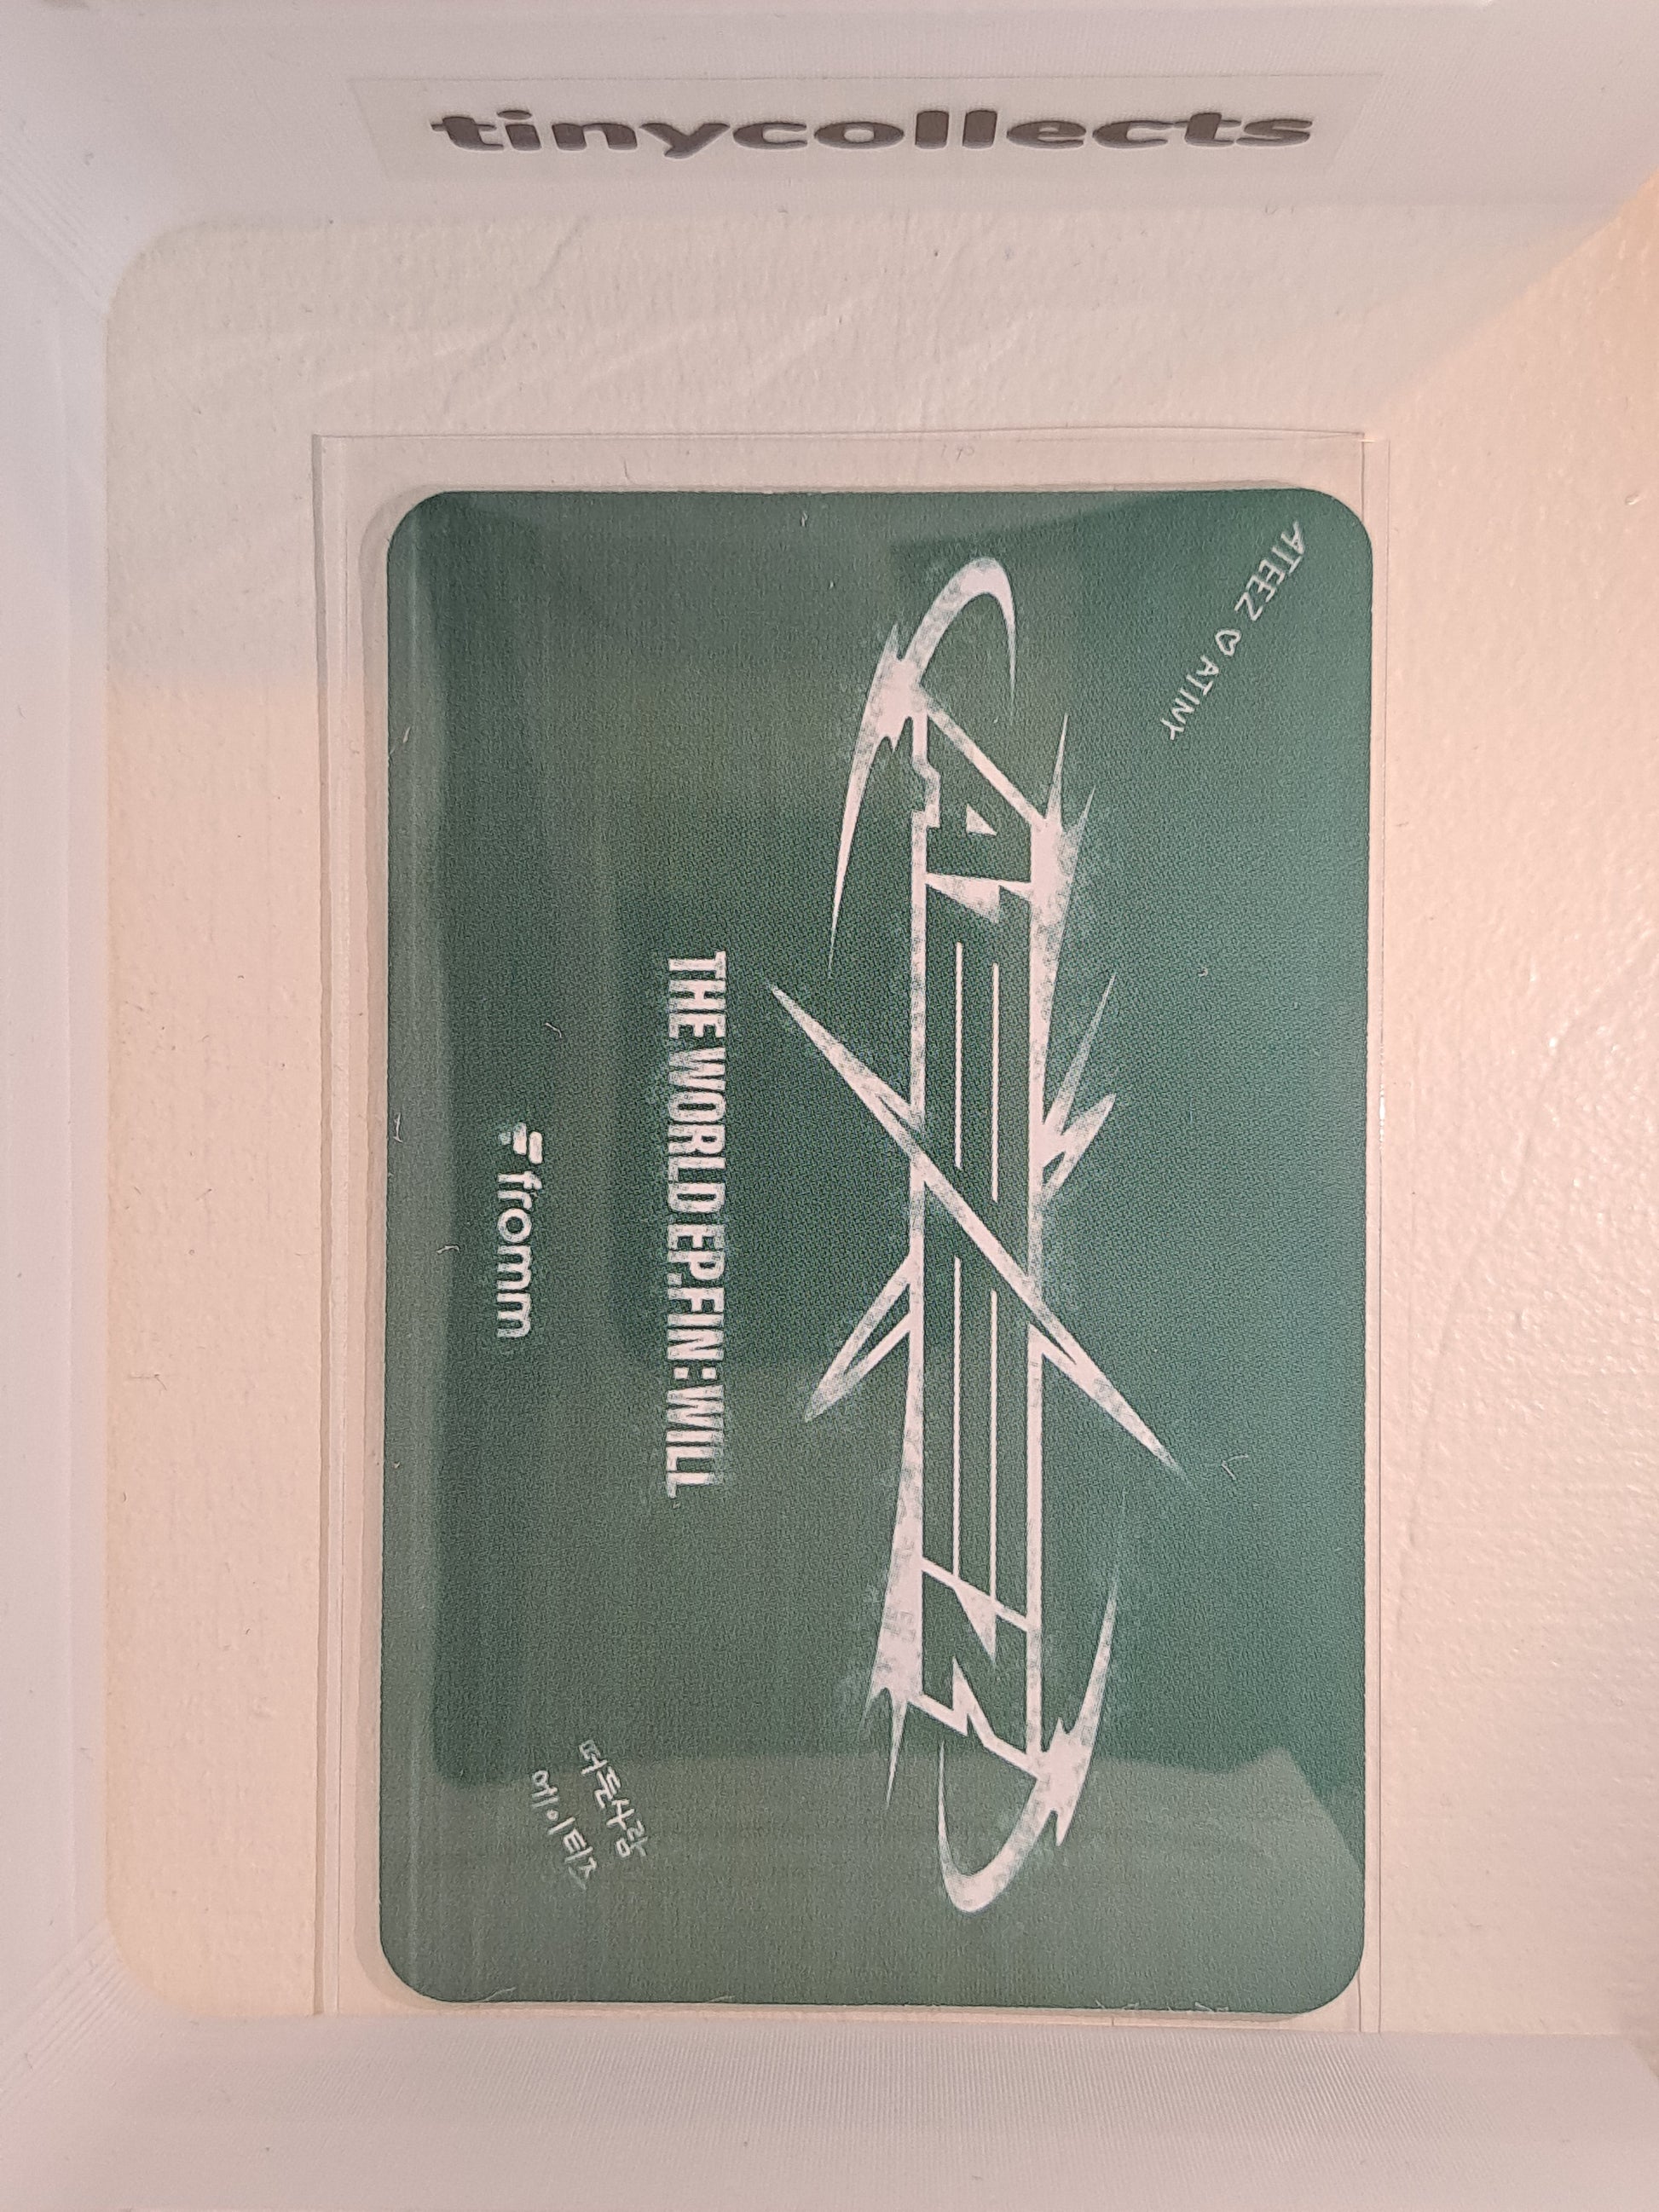 tinycollects
ATEEZ ♡ ATINY
ATEEZ
THE WORLD EP.FIN : WILL
fromm
에이티즈